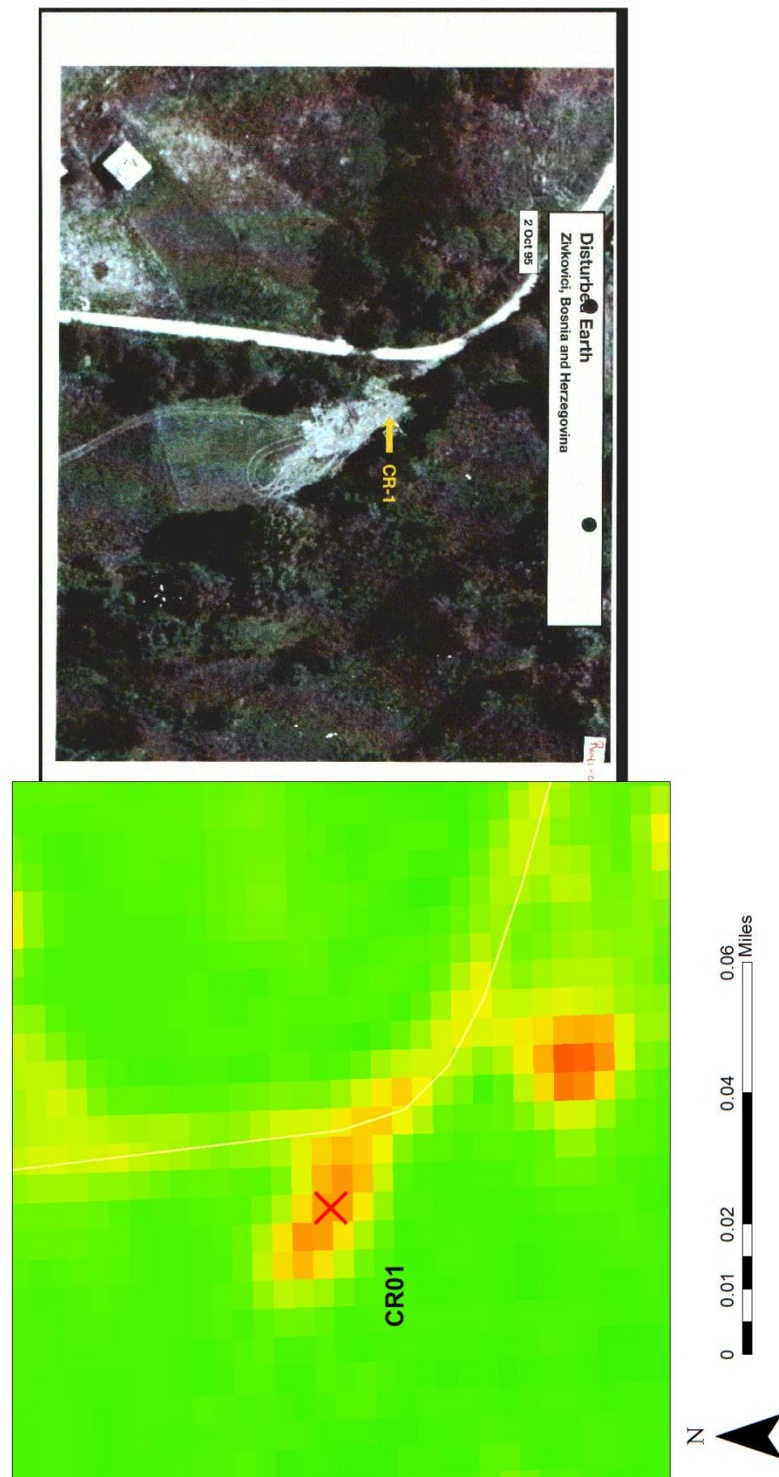 Disturbed Earth
Zivkovici, Bosnia and Herzegovina
2 Oct 95
CR-1
CR01
0
0.01
0.02
0.04
0.06
Miles
N